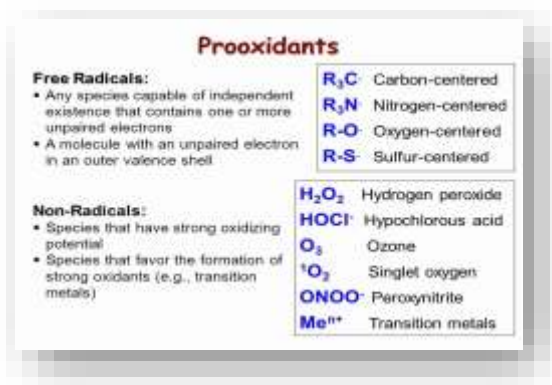 Prooxidants
Free Radicals:
• Any species capable of independent
existence that contains one or more
unpaired electrons
• A molecule with an unpaired electron
in an outer valence shell
R₃C· Carbon-centered
R₃N· Nitrogen-centered
R-O· Oxygen-centered
R-S· Sulfur-centered
Non-Radicals:
• Species that have strong oxidizing
potential
• Species that favor the formation of
strong oxidants (e.g., transition
metals)
H₂O₂ Hydrogen peroxide
HOCl⁻ Hypochlorous acid
O₃ Ozone
¹O₂ Singlet oxygen
ONOO⁻ Peroxynitrite
Meⁿ⁺ Transition metals